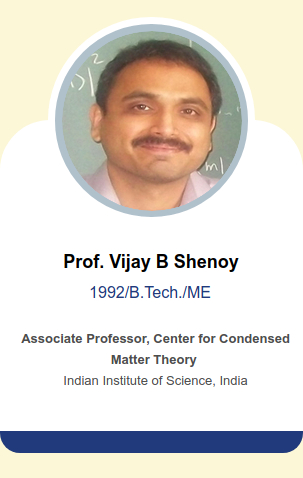 Prof. Vijay B Shenoy
1992/B.Tech./ME
Associate Professor, Center for Condensed
Matter Theory
Indian Institute of Science, India